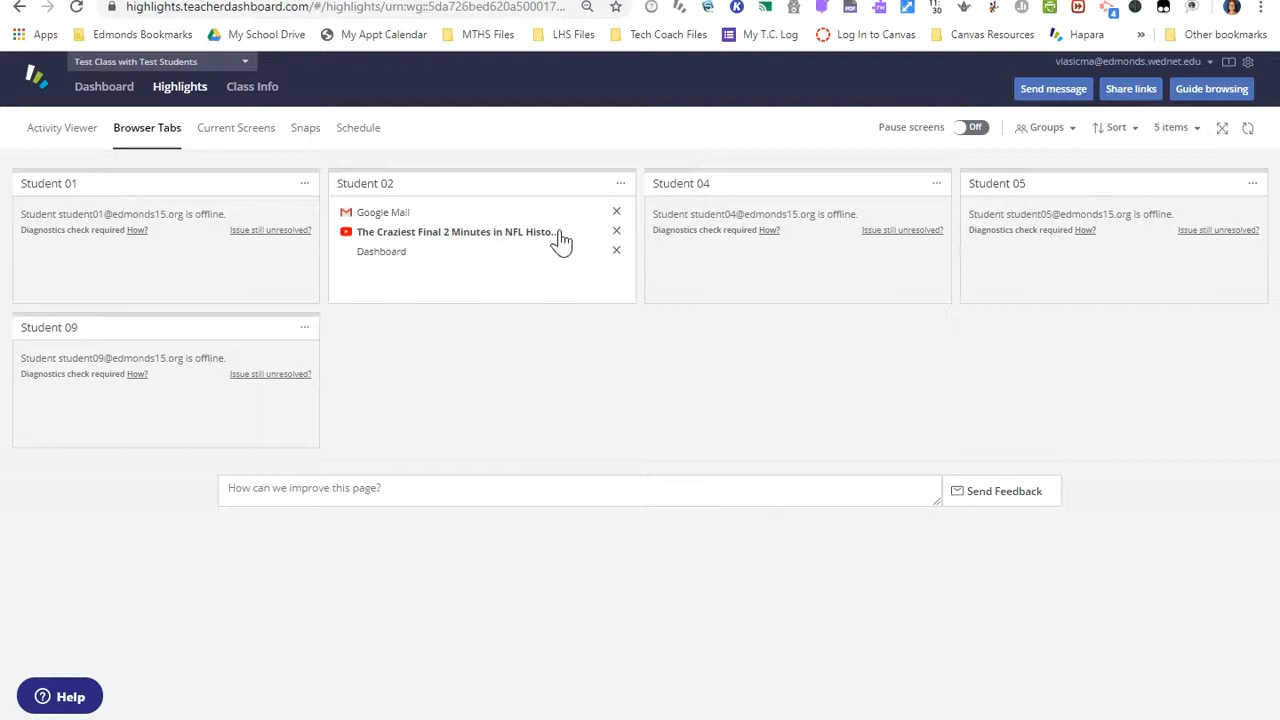 highlights.teacherdashboard.com/#/highlights/urn:wg:5da726bed620a500017...
11:
30
4
Apps
Edmonds Bookmarks
My School Drive
My Appt Calendar
MTHS Files
LHS Files
Tech Coach Files
My T.C. Log
Log In to Canvas
Canvas Resources
Hapara
»
Other bookmarks
Test Class with Test Students
vlasicma@edmonds.wednet.edu
Dashboard
Highlights
Class Info
Send message
Share links
Guide browsing
Activity Viewer
Browser Tabs
Current Screens
Snaps
Schedule
Pause screens
Off
Groups
Sort
5 items
Student 01
...
Student student01@edmonds15.org is offline.
Diagnostics check required How?
Issue still unresolved?
Student 02
...
Google Mail
The Craziest Final 2 Minutes in NFL Histo...
Dashboard
Student 04
...
Student student04@edmonds15.org is offline.
Diagnostics check required How?
Issue still unresolved?
Student 05
...
Student student05@edmonds15.org is offline.
Diagnostics check required How?
Issue still unresolved?
Student 09
...
Student student09@edmonds15.org is offline.
Diagnostics check required How?
Issue still unresolved?
How can we improve this page?
Send Feedback
Help